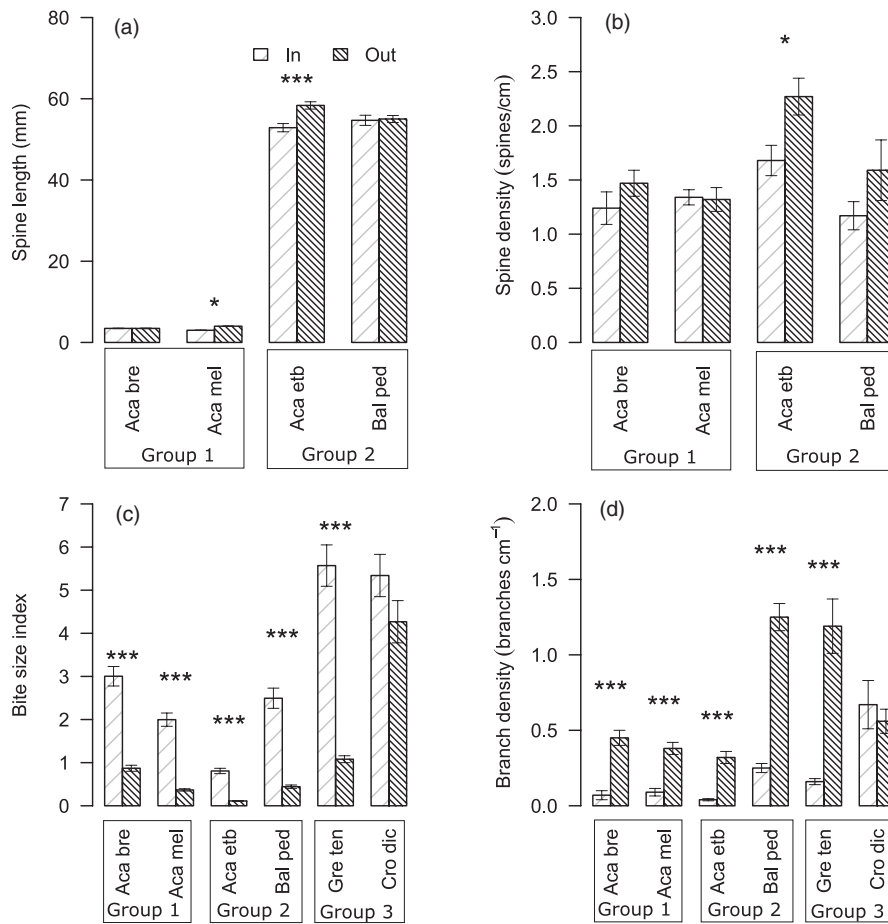 (a)
In Out
Spine length (mm)
80
60
40
20
0
***
*
Aca bre
Aca mel
Aca etb
Bal ped
Group 1
Group 2
(b)
Spine density (spines/cm)
3.0
2.5
2.0
1.5
1.0
0.5
0.0
*
Aca bre
Aca mel
Aca etb
Bal ped
Group 1
Group 2
(c)
Bite size index
7
6
5
4
3
2
1
0
***
***
***
***
***
Aca bre
Aca mel
Aca etb
Bal ped
Gre ten
Cro dic
Group 1
Group 2
Group 3
(d)
Branch density (branches cm⁻¹)
2.0
1.5
1.0
0.5
0.0
***
***
***
***
***
Aca bre
Aca mel
Aca etb
Bal ped
Gre ten
Cro dic
Group 1
Group 2
Group 3